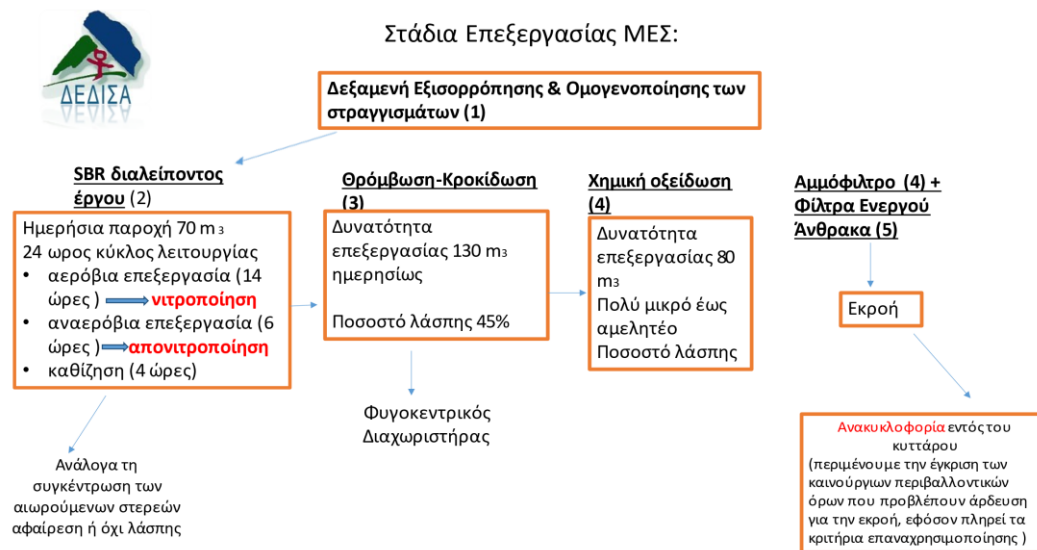 ΔΕΔΙΣΑ
Στάδια Επεξεργασίας ΜΕΣ:
Δεξαμενή Εξισορρόπησης & Ομογενοποίησης των
στραγγισμάτων (1)
SBR διαλείποντος
έργου (2)
Ημερήσια παροχή 70 m3
24 ωρος κύκλος λειτουργίας
• αερόβια επεξεργασία (14
ώρες ) νιτροποίηση
• αναερόβια επεξεργασία (6
ώρες ) απονιτροποίηση
• καθίζηση (4 ώρες)
Ανάλογα τη
συγκέντρωση των
αιωρούμενων στερεών
αφαίρεση ή όχι λάσπης
Θρόμβωση-Κροκίδωση
(3)
Δυνατότητα
επεξεργασίας 130 m3
ημερησίως
Ποσοστό λάσπης 45%
Φυγοκεντρικός
Διαχωριστήρας
Χημική οξείδωση
(4)
Δυνατότητα
επεξεργασίας 80
m3
Πολύ μικρό έως
αμελητέο
Ποσοστό λάσπης
Αμμόφιλτρο (4) +
Φίλτρα Ενεργού
Άνθρακα (5)
Εκροή
Ανακυκλοφορία εντός του
κυττάρου
(περιμένουμε την έγκριση των
καινούργιων περιβαλλοντικών
όρων που προβλέπουν άρδευση
για την εκροή, εφόσον πληρεί τα
κριτήρια επαναχρησιμοποίησης )